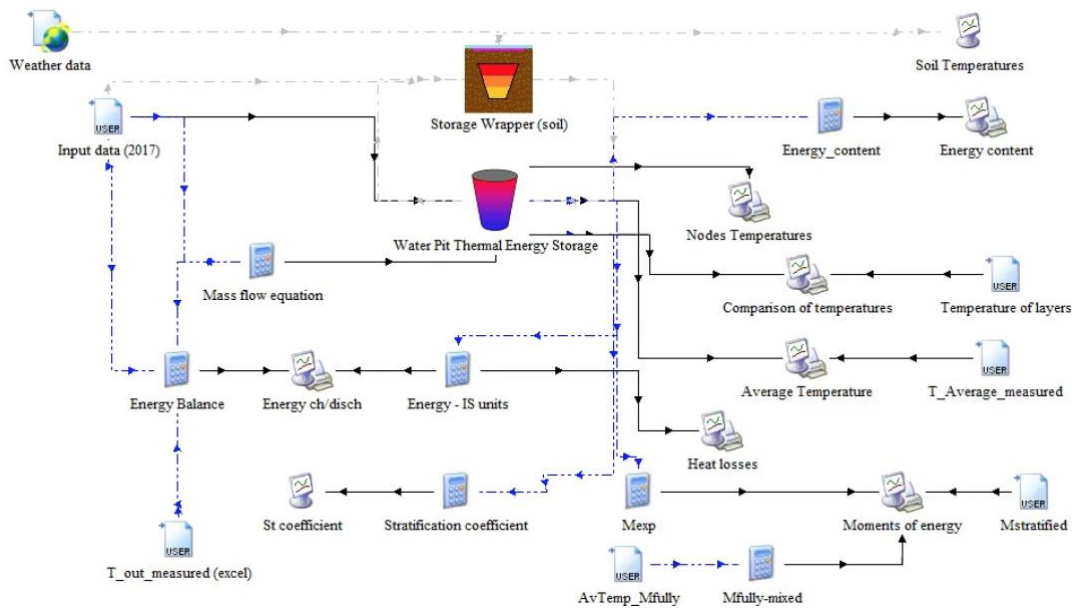 Weather data
Soil Temperatures
Storage Wrapper (soil)
USER
Input data (2017)
Energy_content
Energy content
Water Pit Thermal Energy Storage
Nodes Temperatures
Mass flow equation
Comparison of temperatures
USER
Temperature of layers
Energy Balance
Energy ch/disch
Energy - IS units
Average Temperature
USER
T_Average_measured
Heat losses
St coefficient
Stratification coefficient
Mexp
Moments of energy
USER
Mstratified
USER
T_out_measured (excel)
USER
AvTemp_Mfully
Mfully-mixed